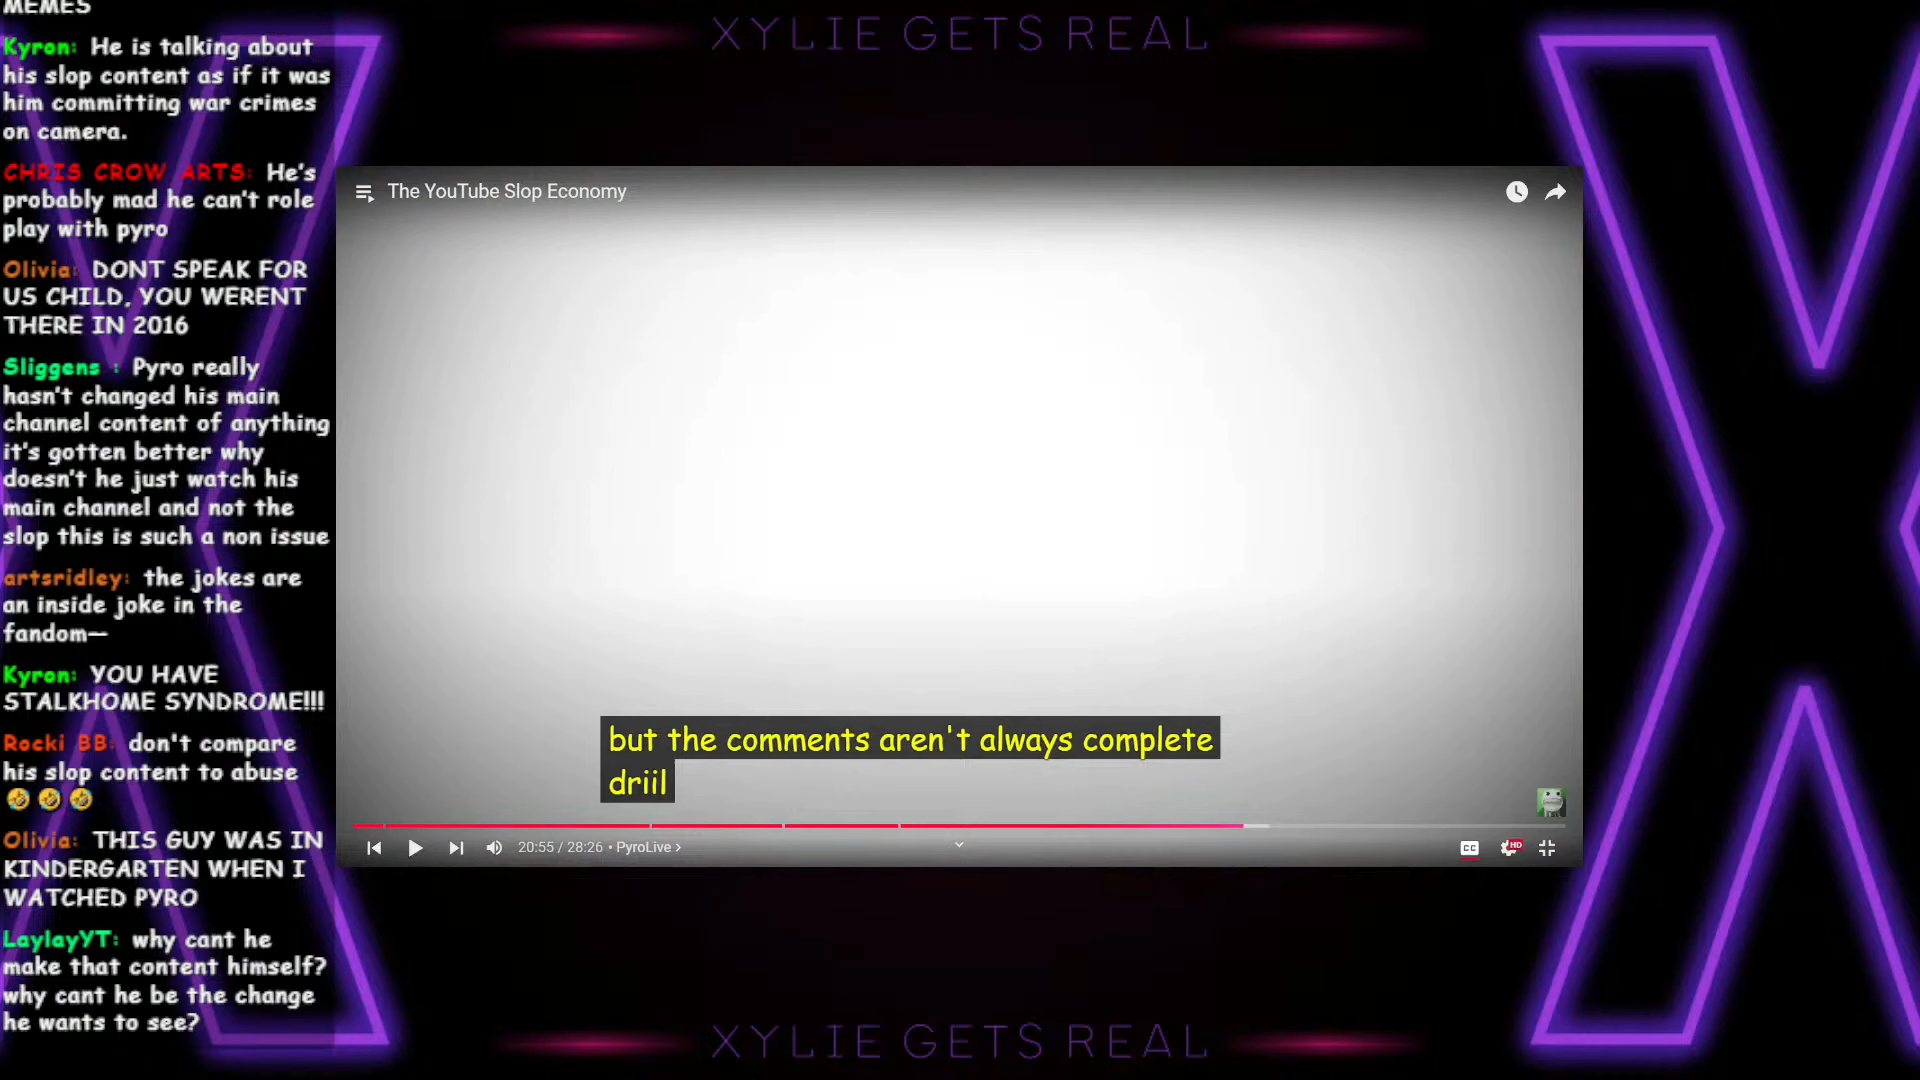 XYLIE GETS REAL
MEMES
Kyron: He is talking about
his slop content as if it was
him committing war crimes
on camera.
CHRIS CROW ARTS: He's
probably mad he can't role
play with pyro
Olivia: DONT SPEAK FOR
US CHILD, YOU WERENT
THERE IN 2016
Sliggens : Pyro really
hasn't changed his main
channel content of anything
it's gotten better why
doesn't he just watch his
main channel and not the
slop this is such a non issue
artsridley: the jokes are
an inside joke in the
fandom—
Kyron: YOU HAVE
STALKHOME SYNDROME!!!
Rocki BB: don't compare
his slop content to abuse
🤣 🤣 🤣
Olivia: THIS GUY WAS IN
KINDERGARTEN WHEN I
WATCHED PYRO
LaylayYT: why cant he
make that content himself?
why cant he be the change
he wants to see?
The YouTube Slop Economy
but the comments aren't always complete
driil
20:55 / 28:26 • PyroLive ›
CC
HD
XYLIE GETS REAL